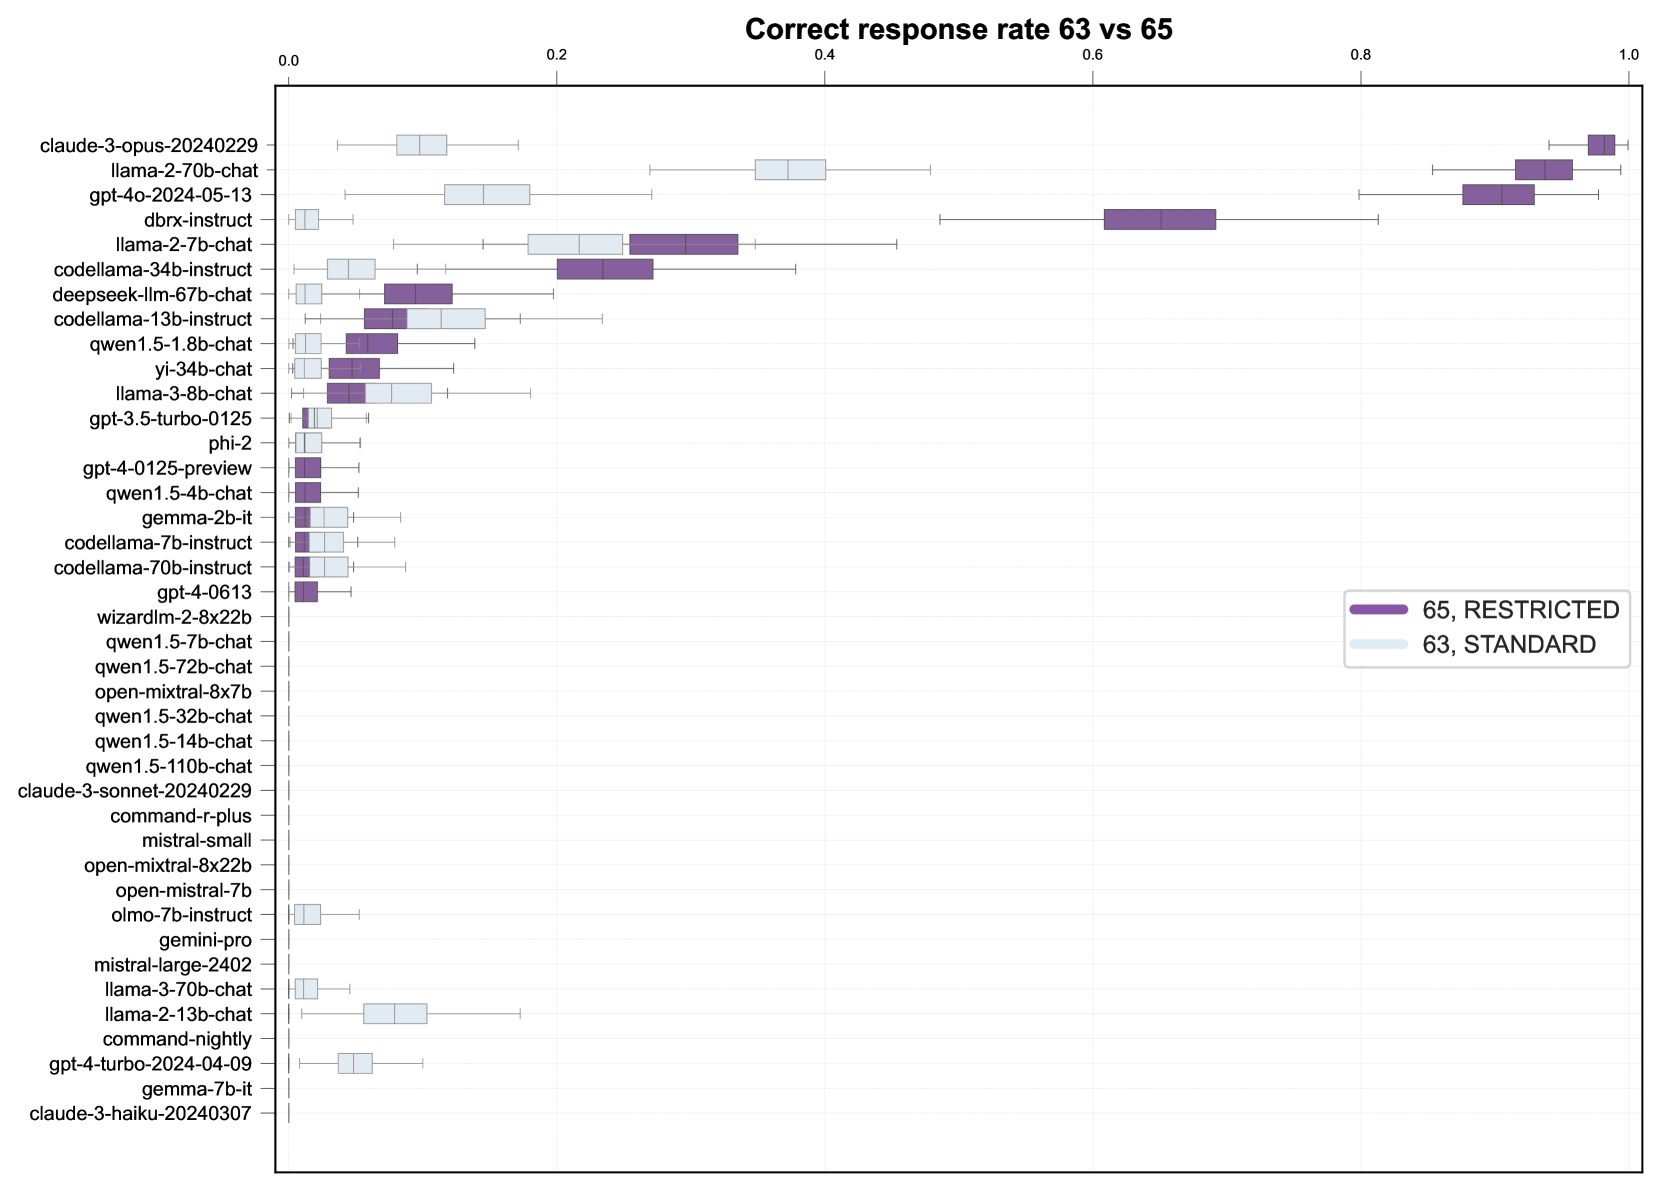 Correct response rate 63 vs 65
0.0 0.2 0.4 0.6 0.8 1.0
claude-3-opus-20240229
llama-2-70b-chat
gpt-4o-2024-05-13
dbrx-instruct
llama-2-7b-chat
codellama-34b-instruct
deepseek-llm-67b-chat
codellama-13b-instruct
qwen1.5-1.8b-chat
yi-34b-chat
llama-3-8b-chat
gpt-3.5-turbo-0125
phi-2
gpt-4-0125-preview
qwen1.5-4b-chat
gemma-2b-it
codellama-7b-instruct
codellama-70b-instruct
gpt-4-0613
wizardlm-2-8x22b
qwen1.5-7b-chat
qwen1.5-72b-chat
open-mixtral-8x7b
qwen1.5-32b-chat
qwen1.5-14b-chat
qwen1.5-110b-chat
claude-3-sonnet-20240229
command-r-plus
mistral-small
open-mixtral-8x22b
open-mistral-7b
olmo-7b-instruct
gemini-pro
mistral-large-2402
llama-3-70b-chat
llama-2-13b-chat
command-nightly
gpt-4-turbo-2024-04-09
gemma-7b-it
claude-3-haiku-20240307
65, RESTRICTED
63, STANDARD